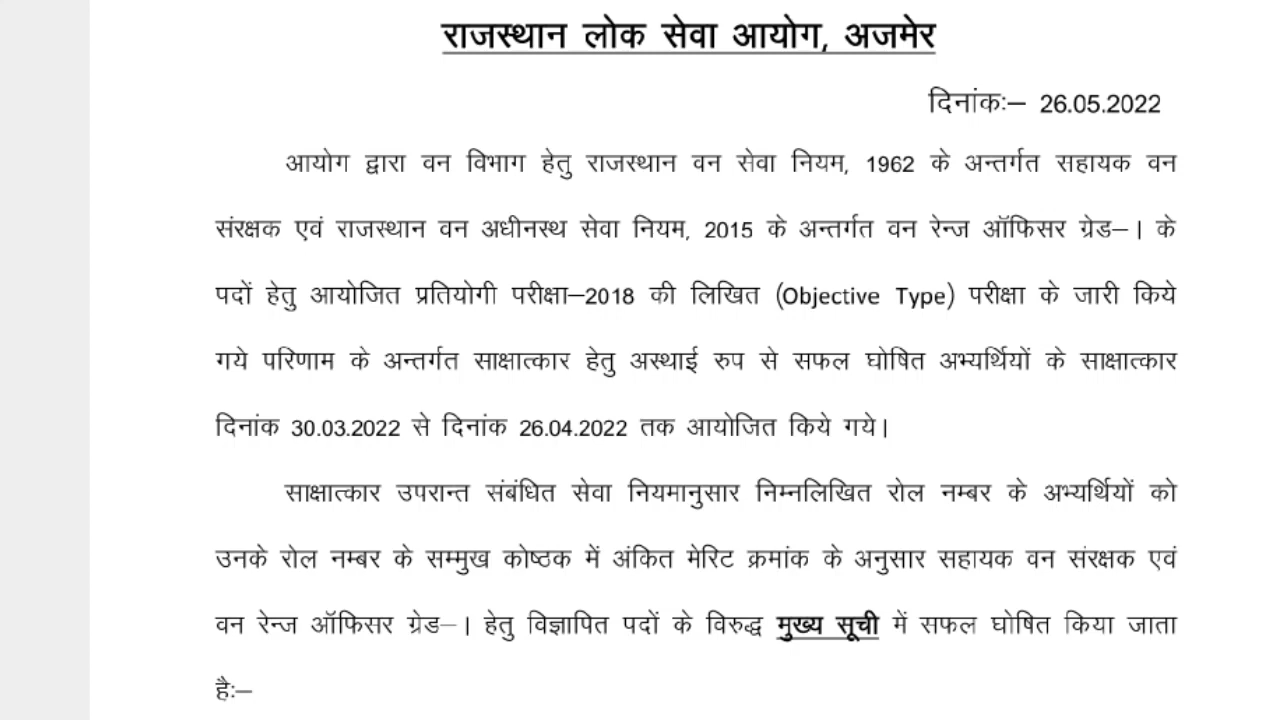 राजस्थान लोक सेवा आयोग, अजमेर
दिनांकः– 26.05.2022
आयोग द्वारा वन विभाग हेतु राजस्थान वन सेवा नियम, 1962 के अन्तर्गत सहायक वन
संरक्षक एवं राजस्थान वन अधीनस्थ सेवा नियम, 2015 के अन्तर्गत वन रेन्ज ऑफिसर ग्रेड–। के
पदों हेतु आयोजित प्रतियोगी परीक्षा–2018 की लिखित (Objective Type) परीक्षा के जारी किये
गये परिणाम के अन्तर्गत साक्षात्कार हेतु अस्थाई रुप से सफल घोषित अभ्यर्थियों के साक्षात्कार
दिनांक 30.03.2022 से दिनांक 26.04.2022 तक आयोजित किये गये।
साक्षात्कार उपरान्त संबंधित सेवा नियमानुसार निम्नलिखित रोल नम्बर के अभ्यर्थियों को
उनके रोल नम्बर के सम्मुख कोष्ठक में अंकित मेरिट क्रमांक के अनुसार सहायक वन संरक्षक एवं
वन रेन्ज ऑफिसर ग्रेड–। हेतु विज्ञापित पदों के विरुद्ध मुख्य सूची में सफल घोषित किया जाता
हैः–